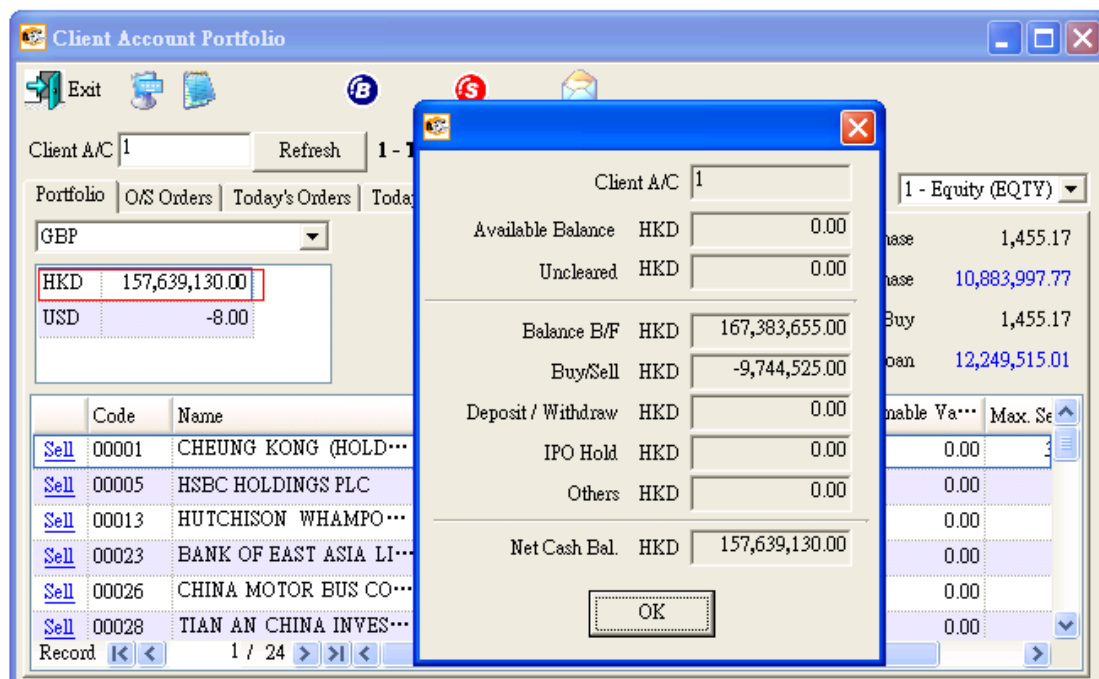 Client Account Portfolio
Exit B S
Client A/C 1 Refresh 1 -
Portfolio O/S Orders Today's Orders 1 - Equity (EQTY)
GBP
HKD 157,639,130.00
USD -8.00
1,455.17
10,883,997.77
Buy 1,455.17
12,249,515.01
Code Name Max.
Sell 00001 CHEUNG KONG (HOLD··· 0.00
Sell 00005 HSBC HOLDINGS PLC 0.00
Sell 00013 HUTCHISON WHAMPO··· 0.00
Sell 00023 BANK OF EAST ASIA LI··· 0.00
Sell 00026 CHINA MOTOR BUS CO··· 0.00
Sell 00028 TIAN AN CHINA INVES··· 0.00
Record 1 / 24
Client A/C 1
Available Balance HKD 0.00
Uncleared HKD 0.00
Balance B/F HKD 167,383,655.00
Buy/Sell HKD -9,744,525.00
Deposit / Withdraw HKD 0.00
IPO Hold HKD 0.00
Others HKD 0.00
Net Cash Bal. HKD 157,639,130.00
OK